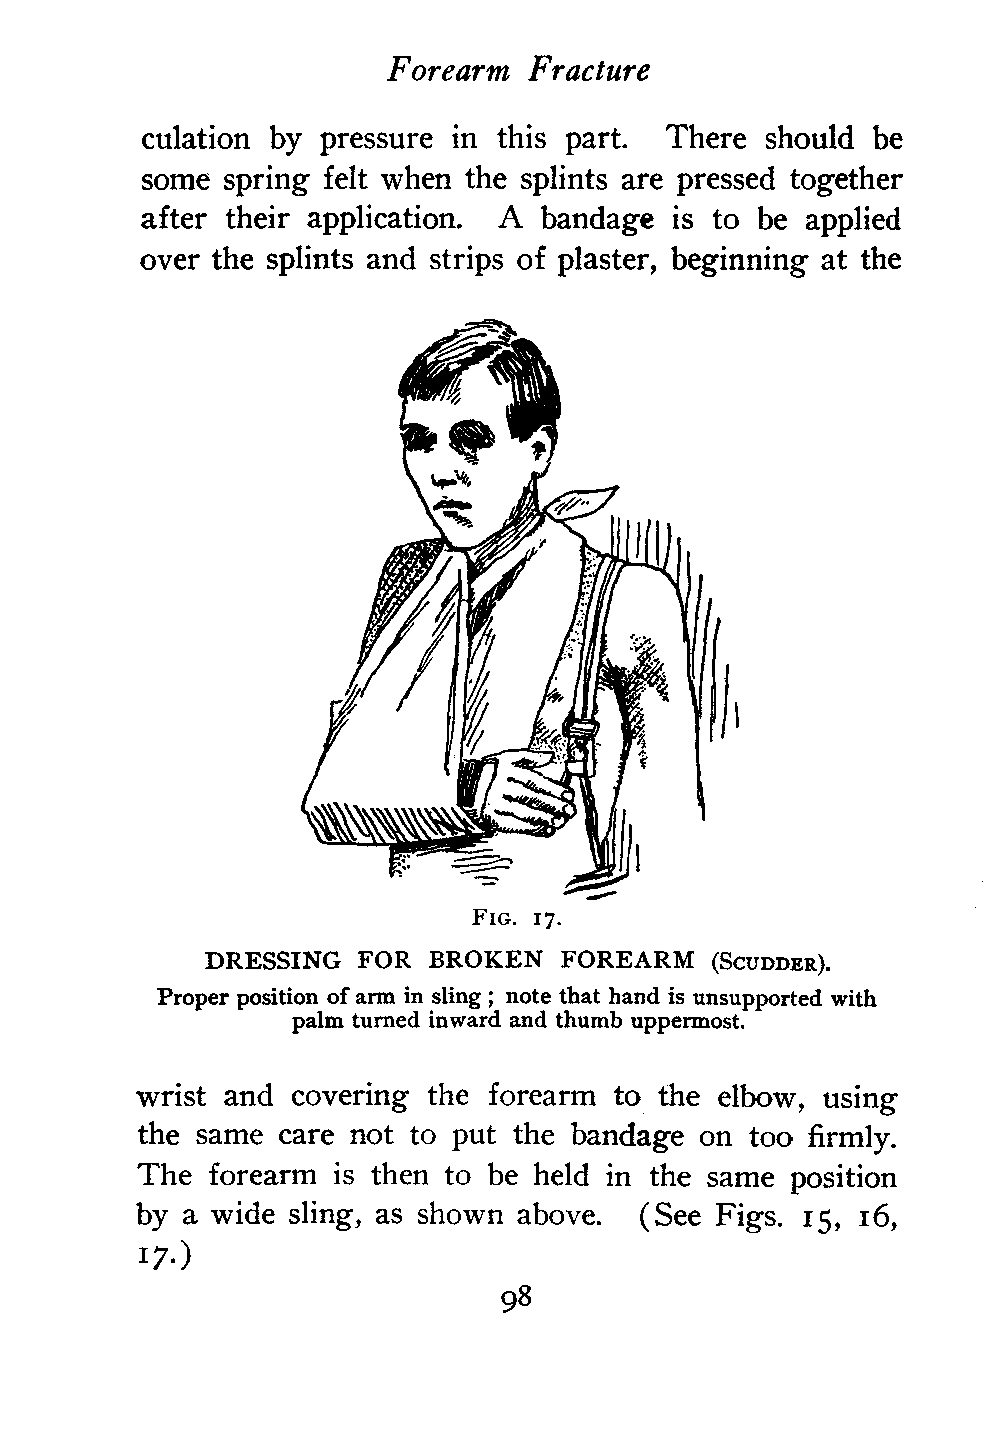 Forearm Fracture
culation by pressure in this part. There should be
some spring felt when the splints are pressed together
after their application. A bandage is to be applied
over the splints and strips of plaster, beginning at the
Fig. 17.
DRESSING FOR BROKEN FOREARM (Scudder).
Proper position of arm in sling; note that hand is unsupported with
palm turned inward and thumb uppermost.
wrist and covering the forearm to the elbow, using
the same care not to put the bandage on too firmly.
The forearm is then to be held in the same position
by a wide sling, as shown above. (See Figs. 15, 16,
17.)
98